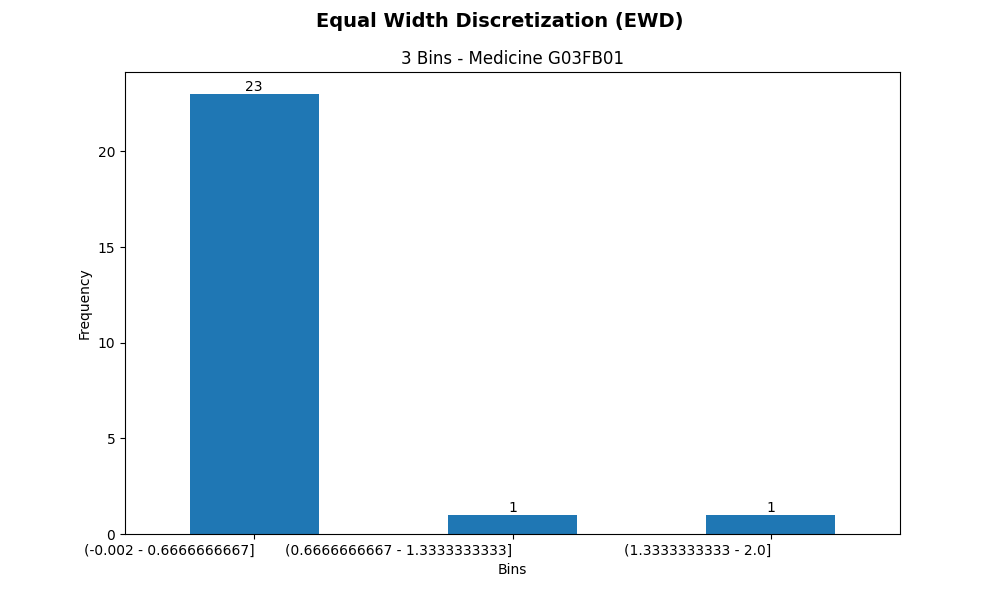 Equal Width Discretization (EWD)
3 Bins - Medicine G03FB01
23
1
1
20
15
10
5
0
Frequency
(-0.002 - 0.6666666667]
(0.6666666667 - 1.3333333333]
(1.3333333333 - 2.0]
Bins